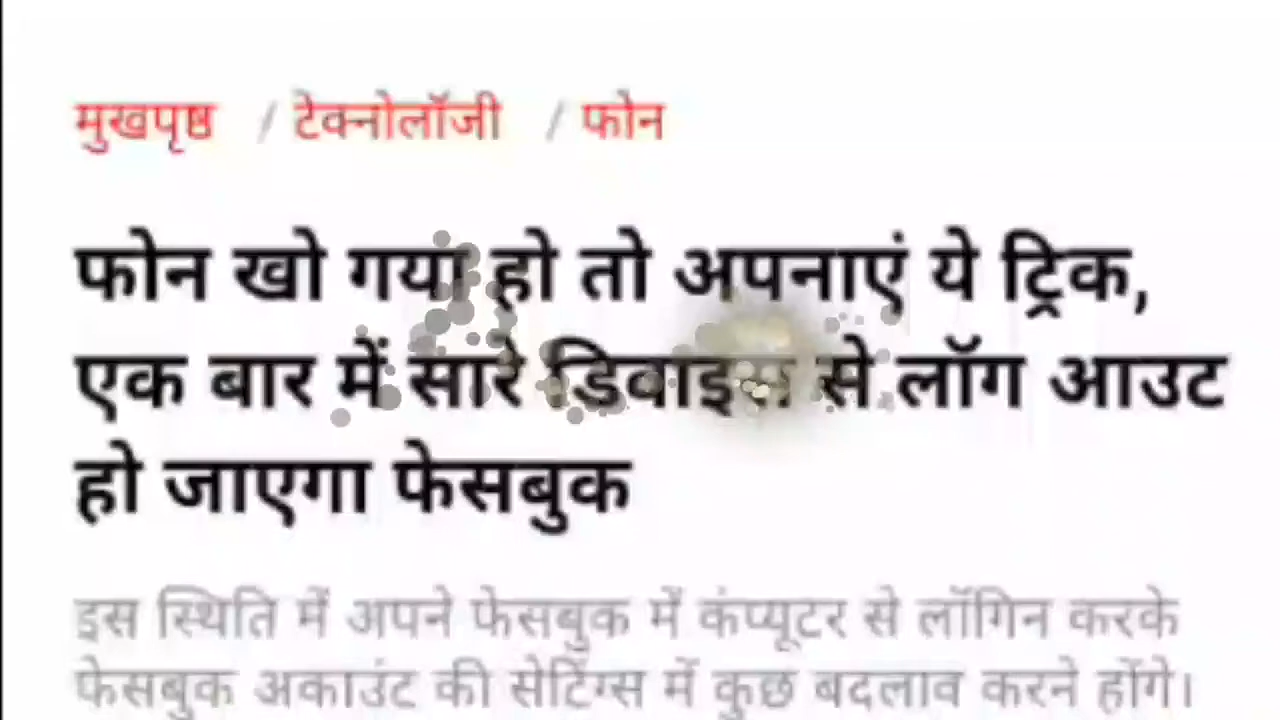 मुखपृष्ठ / टेक्नोलॉजी / फोन
फोन खो गया हो तो अपनाएं ये ट्रिक,
एक बार में सारे डिवाइस से लॉग आउट
हो जाएगा फेसबुक
इस स्थिति में अपने फेसबुक में कंप्यूटर से लॉगिन करके
फेसबुक अकाउंट की सेटिंग्स में कुछ बदलाव करने होंगे।